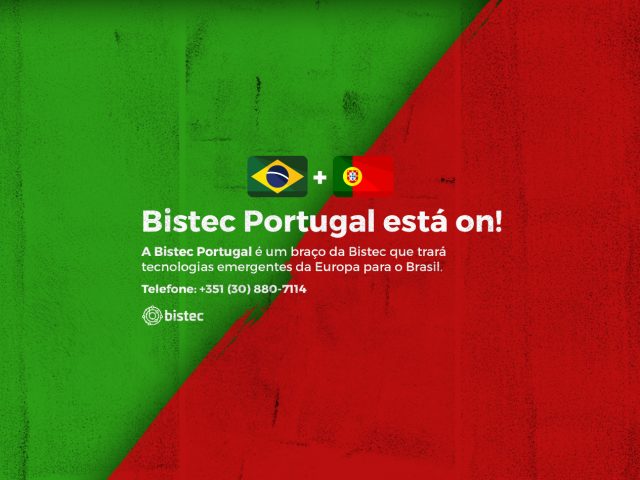 +
Bistec Portugal está on!
A Bistec Portugal é um braço da Bistec que trará
tecnologias emergentes da Europa para o Brasil.
Telefone: +351 (30) 880-7114
bistec